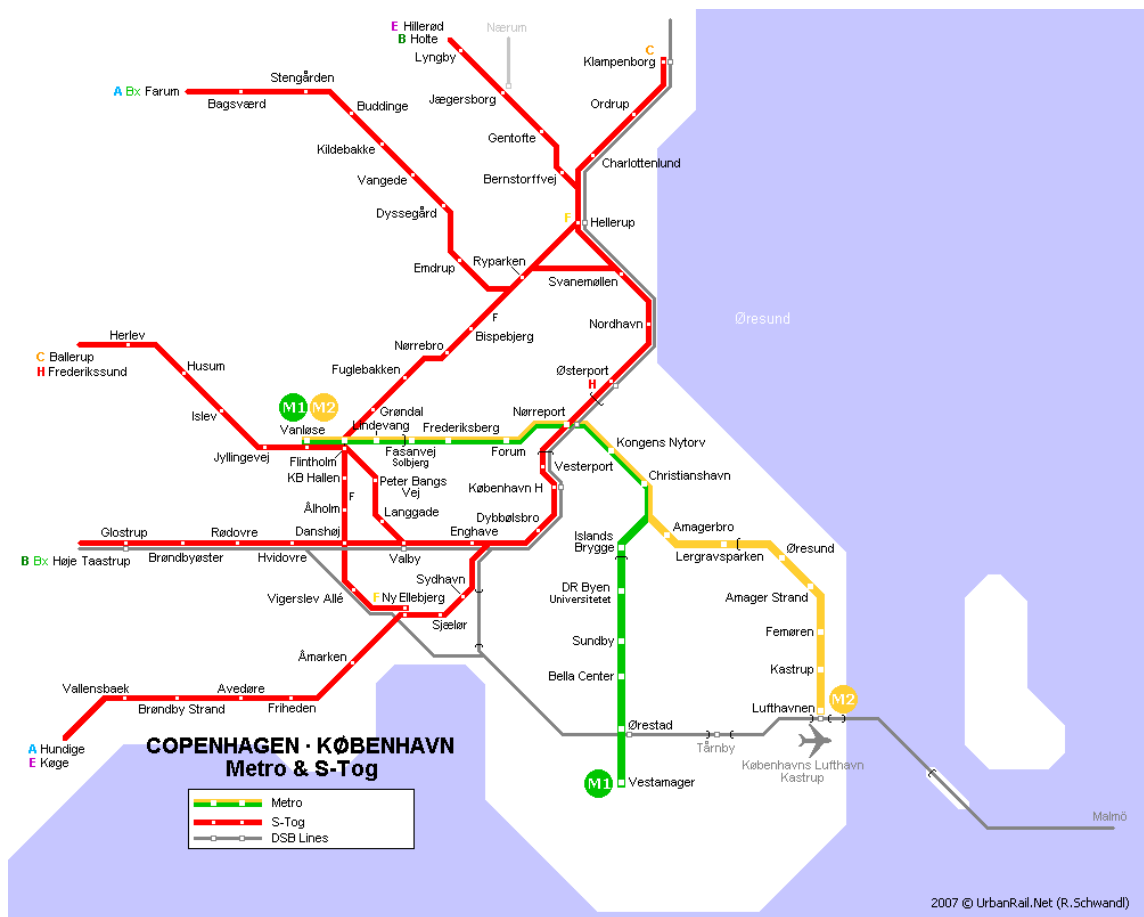 E Hillerød
B Holte
Nærum
C
Lyngby
Klampenborg
Stengården
A Bx Farum
Bagsværd
Jægersborg
Ordrup
Buddinge
Gentofte
Kildebakke
Charlottenlund
Vangede
Bernstorffvej
Dyssegård
F
Hellerup
Emdrup
Ryparken
Svanemøllen
F
Nordhavn
Øresund
Bispebjerg
Herlev
Nørrebro
C Ballerup
H Frederikssund
Husum
Fuglebakken
Østerport
H
Islev
M1 M2
Grøndal
Nørreport
Vanløse
Lindevang
Frederiksberg
Kongens Nytorv
Jyllingevej
Flintholm
Fasanvej
Solbjerg
Forum
Vesterport
Christianshavn
KB Hallen
Peter Bangs
Vej
København H
F
Ålholm
Langgade
Dybbølsbro
Amagerbro
Glostrup
Rødovre
Danshøj
Enghave
Islands
Brygge
Øresund
B Bx Høje Taastrup
Brøndbyøster
Hvidovre
Valby
Lergravsparken
Sydhavn
DR Byen
Universitetet
Vigerslev Allé
F Ny Ellebjerg
Amager Strand
Sjælør
Femøren
Sundby
Åmarken
Kastrup
Bella Center
Vallensbaek
Avedøre
Brøndby Strand
Friheden
Lufthavnen
M2
Ørestad
A Hundige
E Køge
COPENHAGEN · KØBENHAVN
Metro & S-Tog
Tårnby
Københavns Lufthavn
Kastrup
M1
Vestamager
Metro
S-Tog
DSB Lines
Malmö
2007 © UrbanRail.Net (R.Schwandl)